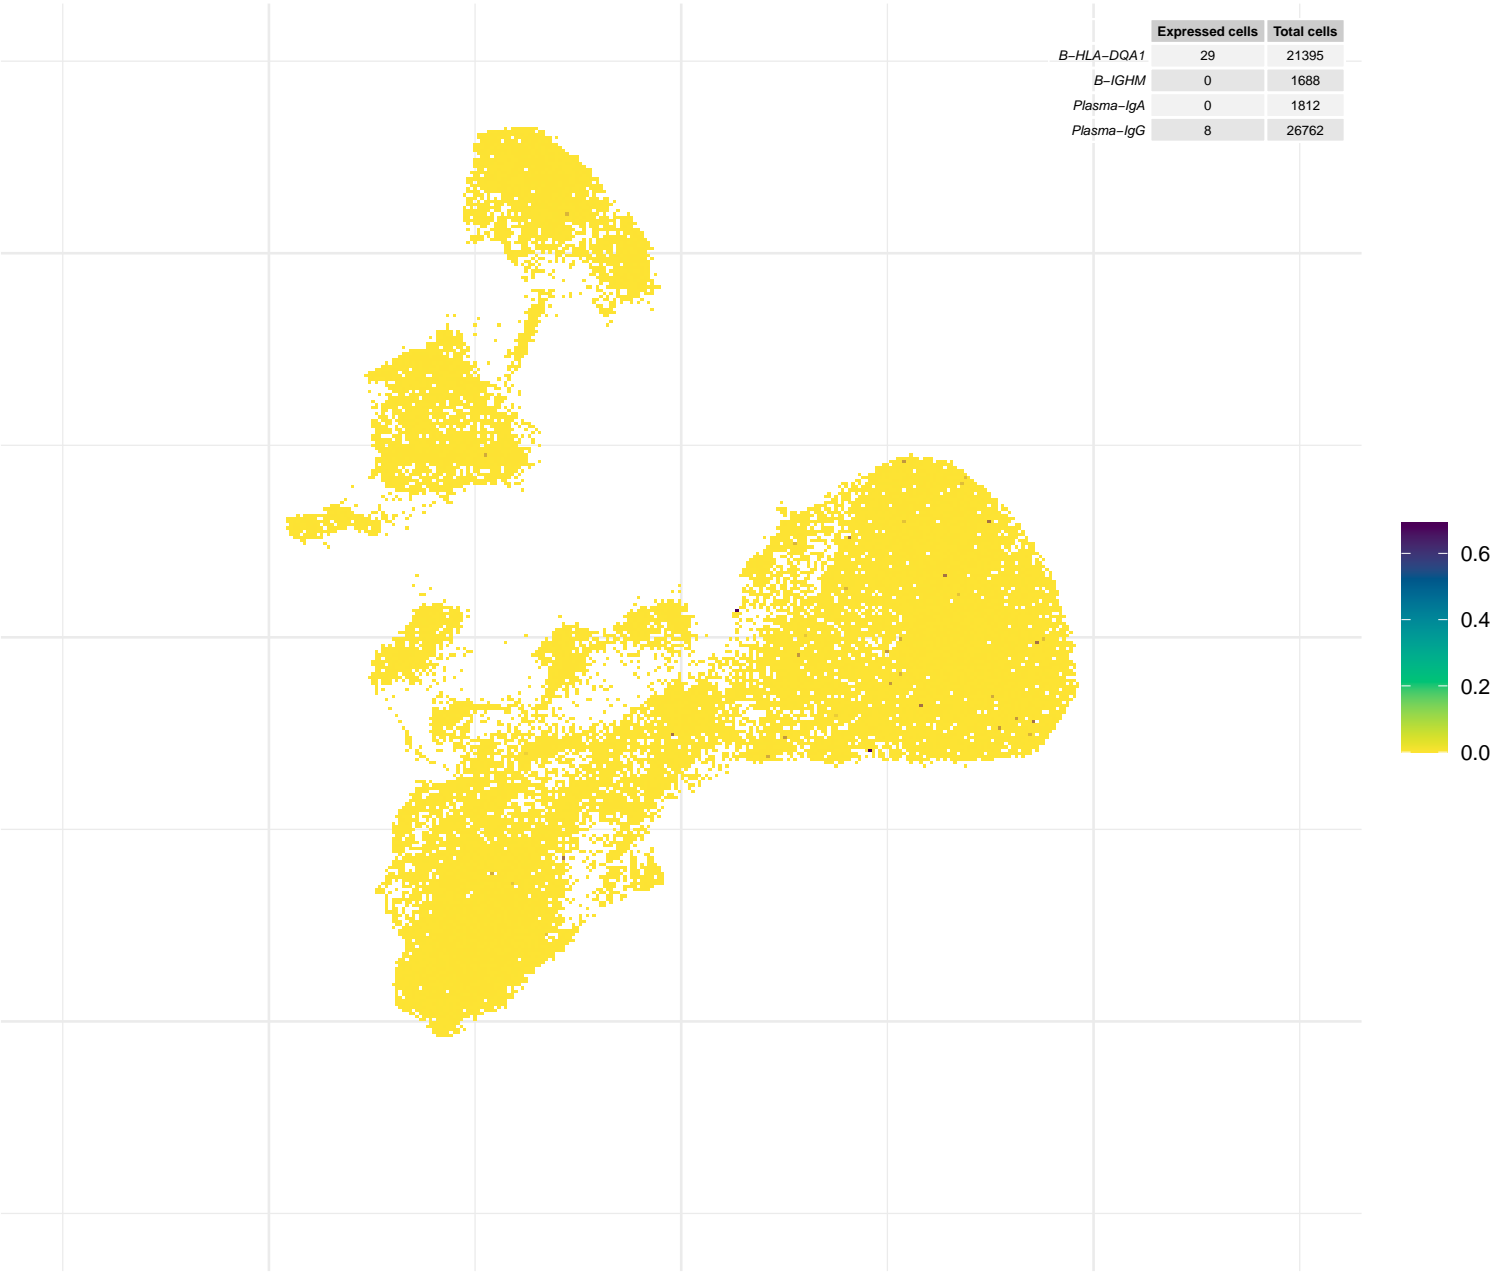 Expressed cells Total cells
B−HLA−DQA1 29 21395
B−IGHM 0 1688
Plasma−IgA 0 1812
Plasma−IgG 8 26762
0.6
0.4
0.2
0.0